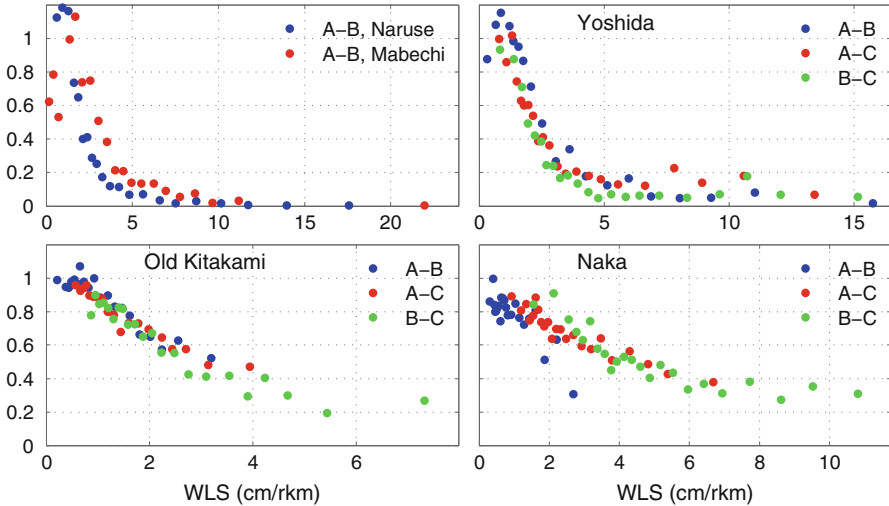 A−B, Naruse
A−B, Mabechi
1
0.8
0.6
0.4
0.2
0
0 5 10 15 20
Yoshida
A−B
A−C
B−C
0 5 10 15
Old Kitakami
A−B
A−C
B−C
1
0.8
0.6
0.4
0.2
0
0 2 4 6
WLS (cm/rkm)
Naka
A−B
A−C
B−C
0 2 4 6 8 10
WLS (cm/rkm)